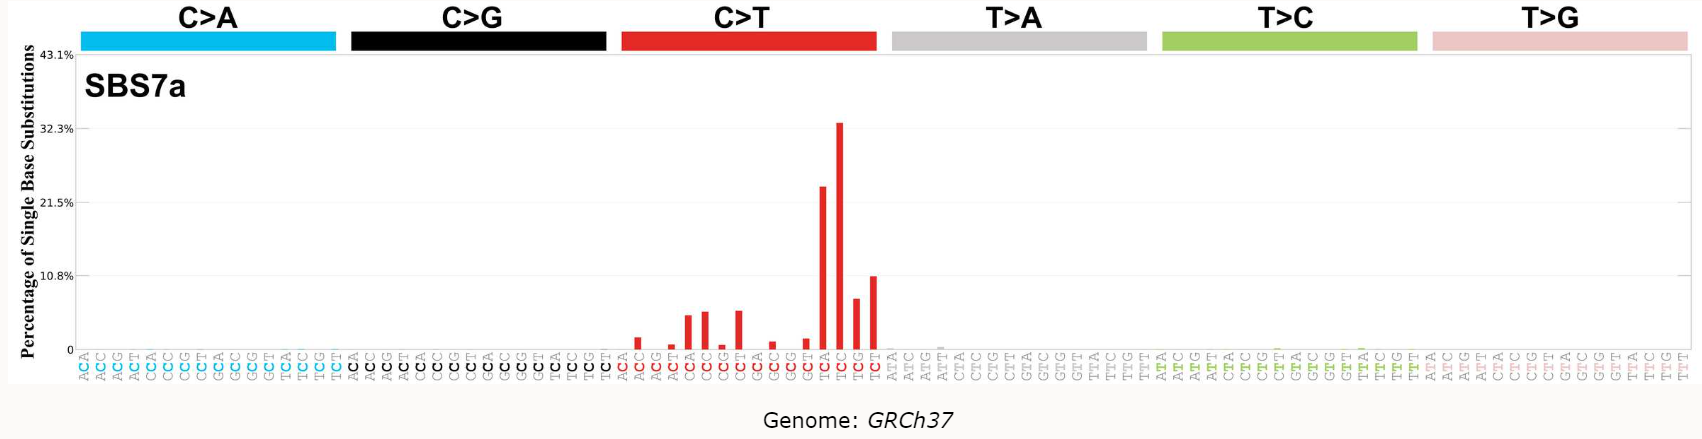 C>A C>G C>T T>A T>C T>G
43.1%
SBS7a
32.3%
21.5%
10.8%
0
Percentage of Single Base Substitutions
ACA ACC ACG ACT CCA CCC CCG CCT GCA GCC GCG GCT TCA TCC TCG TCT ACA ACC ACG ACT CCA CCC CCG CCT GCA GCC GCG GCT TCA TCC TCG TCT ACA ACC ACG ACT CCA CCC CCG CCT GCA GCC GCG GCT TCA TCC TCG TCT ATA ATC ATG ATT CTA CTC CTG CTT GTA GTC GTG GTT TTA TTC TTG TTT ATA ATC ATG ATT CTA CTC CTG CTT GTA GTC GTG GTT TTA TTC TTG TTT ATA ATC ATG ATT CTA CTC CTG CTT GTA GTC GTG GTT TTA TTC TTG TTT
Genome: GRCh37